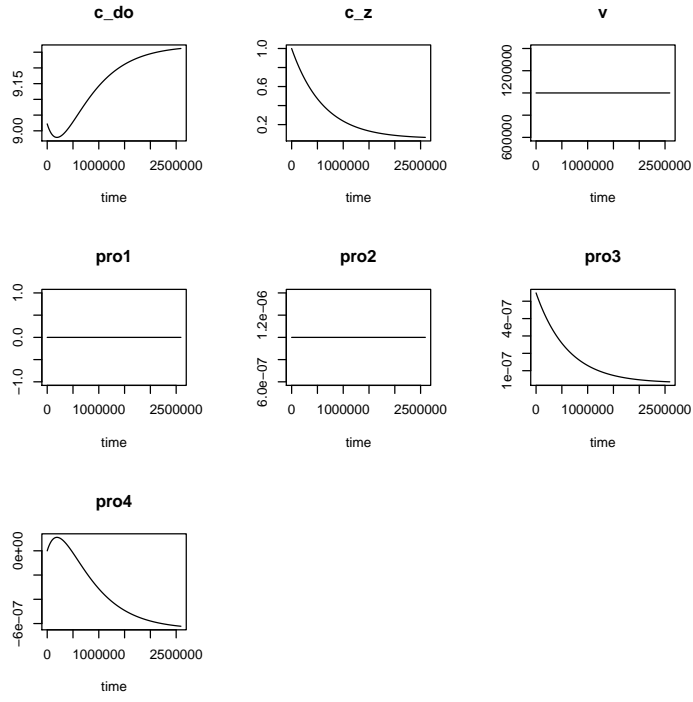 c_do
9.00 9.15
0 1000000 2500000
time
c_z
0.2 0.6 1.0
0 1000000 2500000
time
v
600000 1200000
0 1000000 2500000
time
pro1
−1.0 0.0 1.0
0 1000000 2500000
time
pro2
6.0e−07 1.2e−06
0 1000000 2500000
time
pro3
1e−07 4e−07
0 1000000 2500000
time
pro4
−6e−07 0e+00
0 1000000 2500000
time